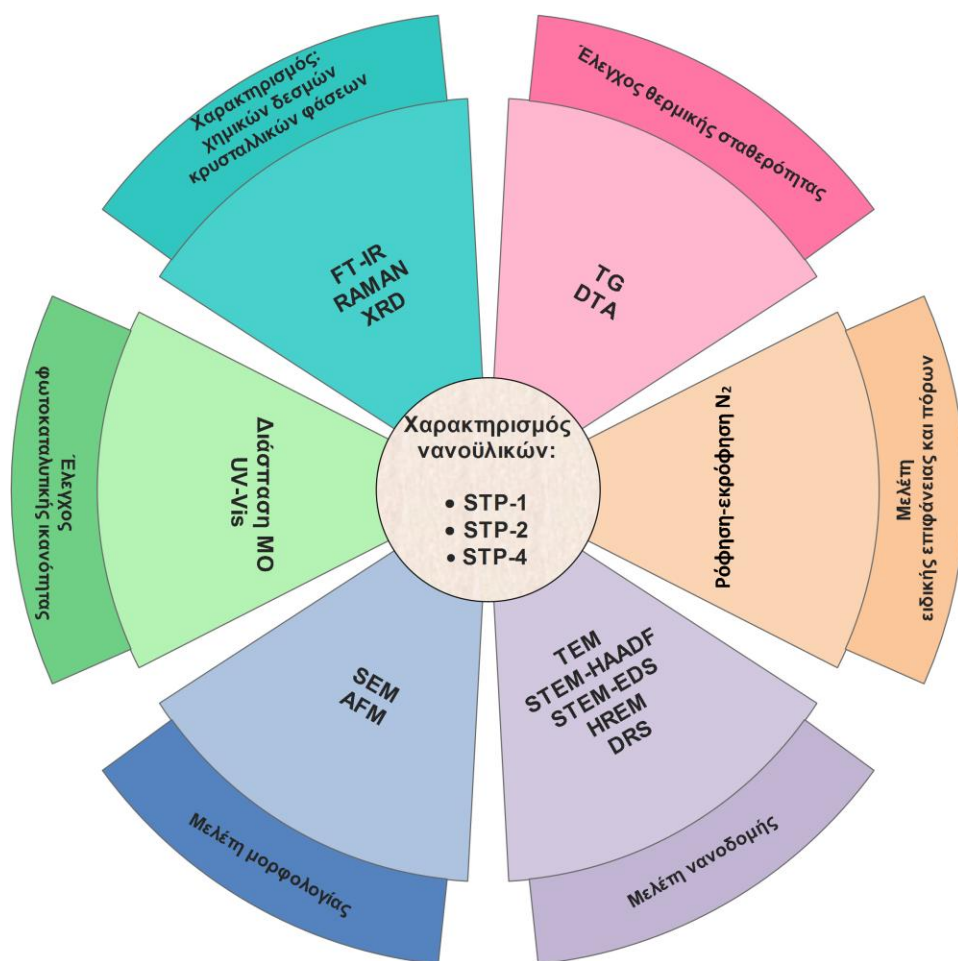 Χαρακτηρισμός:
χημικών δεσμών
κρυσταλλικών φάσεων
FT-IR
RAMAN
XRD
Έλεγχος θερμικής σταθερότητας
TG
DTA
Μελέτη
ειδικής επιφάνειας και πόρων
Ρόφηση-εκρόφηση N₂
Μελέτη νανοδομής
TEM
STEM-HAADF
STEM-EDS
HREM
DRS
Μελέτη μορφολογίας
SEM
AFM
Έλεγχος
φωτοκαταλυτικής ικανότητας
Διάσπαση MO
UV-Vis
Χαρακτηρισμός
νανοϋλικών:
• STP-1
• STP-2
• STP-4